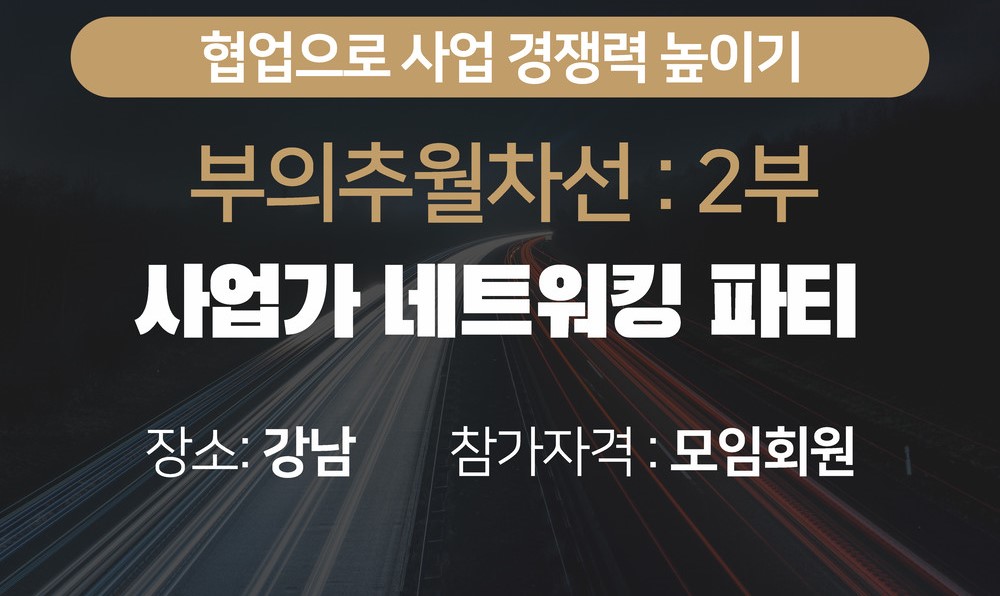 협업으로 사업 경쟁력 높이기
부의추월차선 : 2부
사업가 네트워킹 파티
장소: 강남 참가자격 : 모임회원